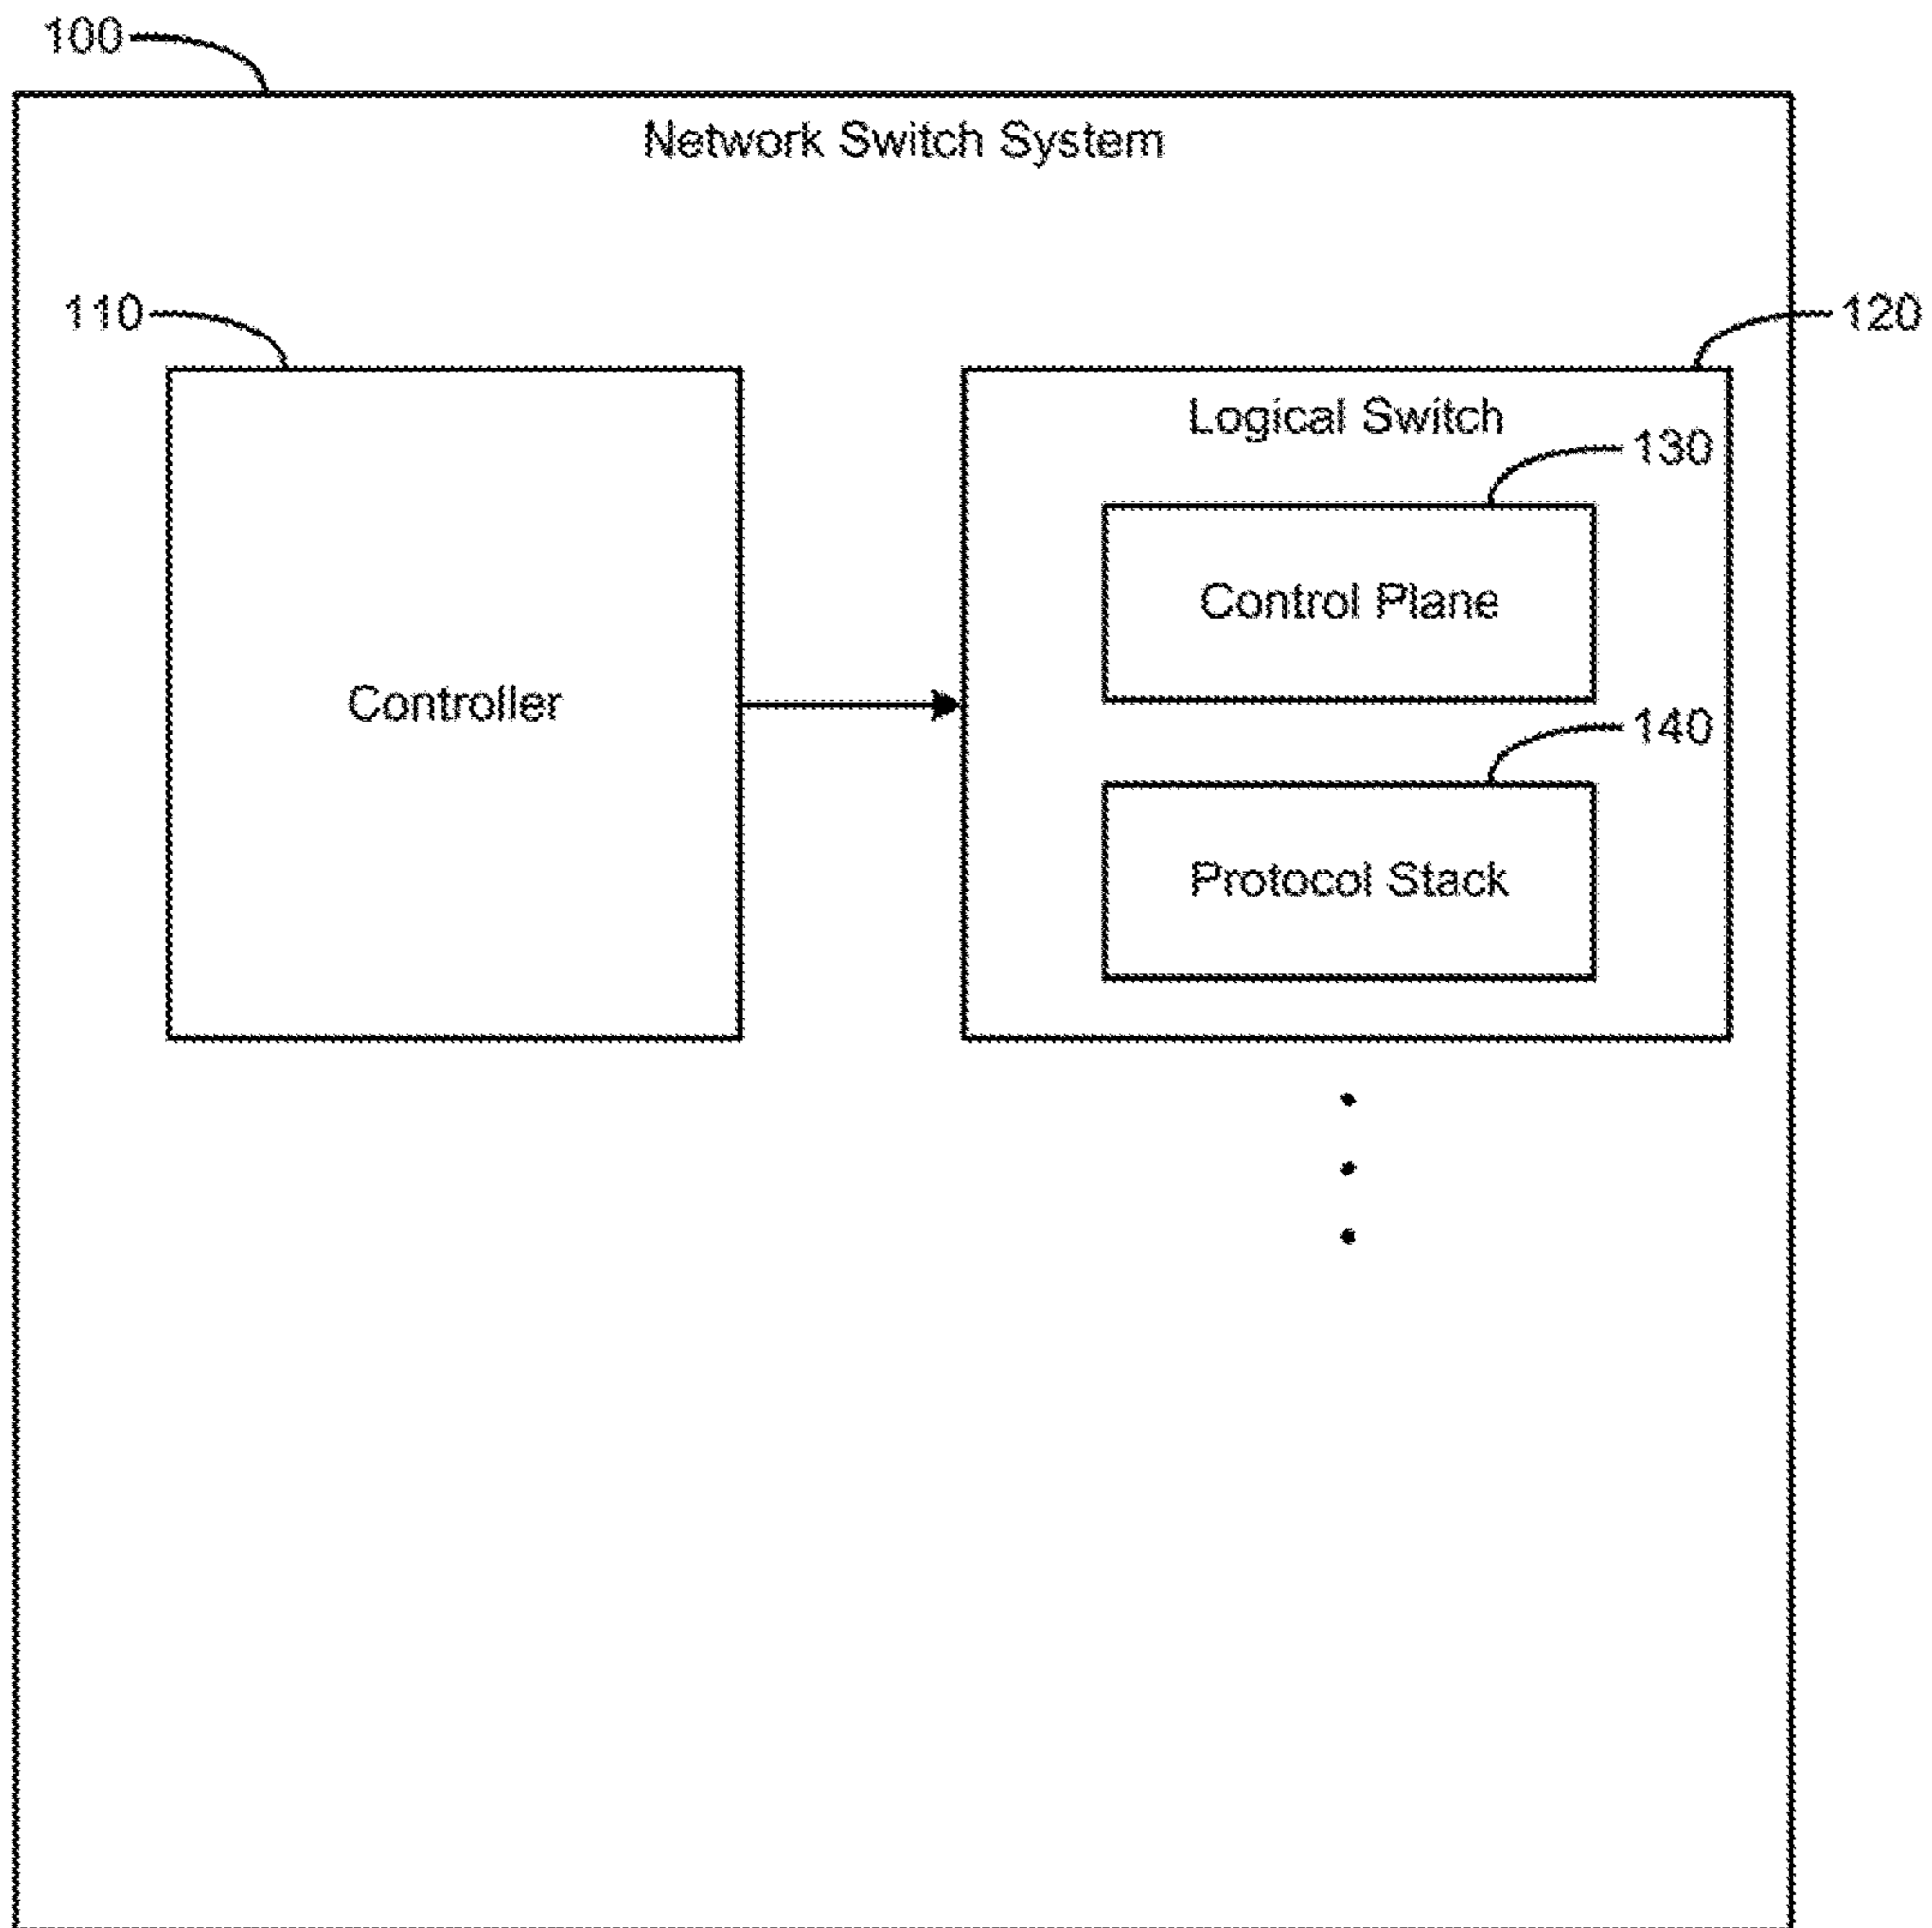 100
Network Switch System
110
120
Logical Switch
130
Control Plane
Controller
140
Protocol Stack